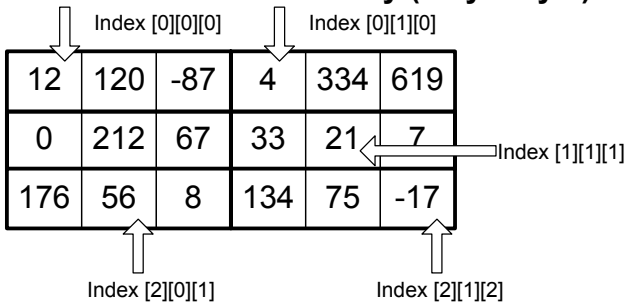 Index [0][0][0] Index [0][1][0]
12 120 -87 4 334 619
0 212 67 33 21 7
Index [1][1][1]
176 56 8 134 75 -17
Index [2][0][1] Index [2][1][2]